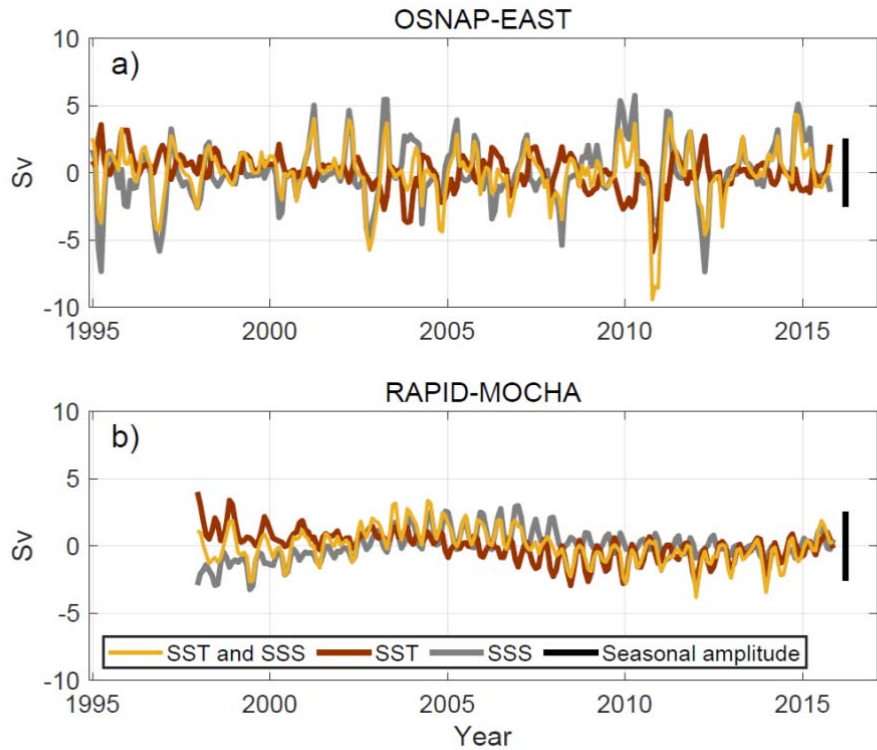 OSNAP-EAST
a)
10
5
0
-5
-10
Sv
1995 2000 2005 2010 2015
RAPID-MOCHA
b)
10
5
0
-5
-10
Sv
SST and SSS SST SSS Seasonal amplitude
1995 2000 2005 2010 2015
Year